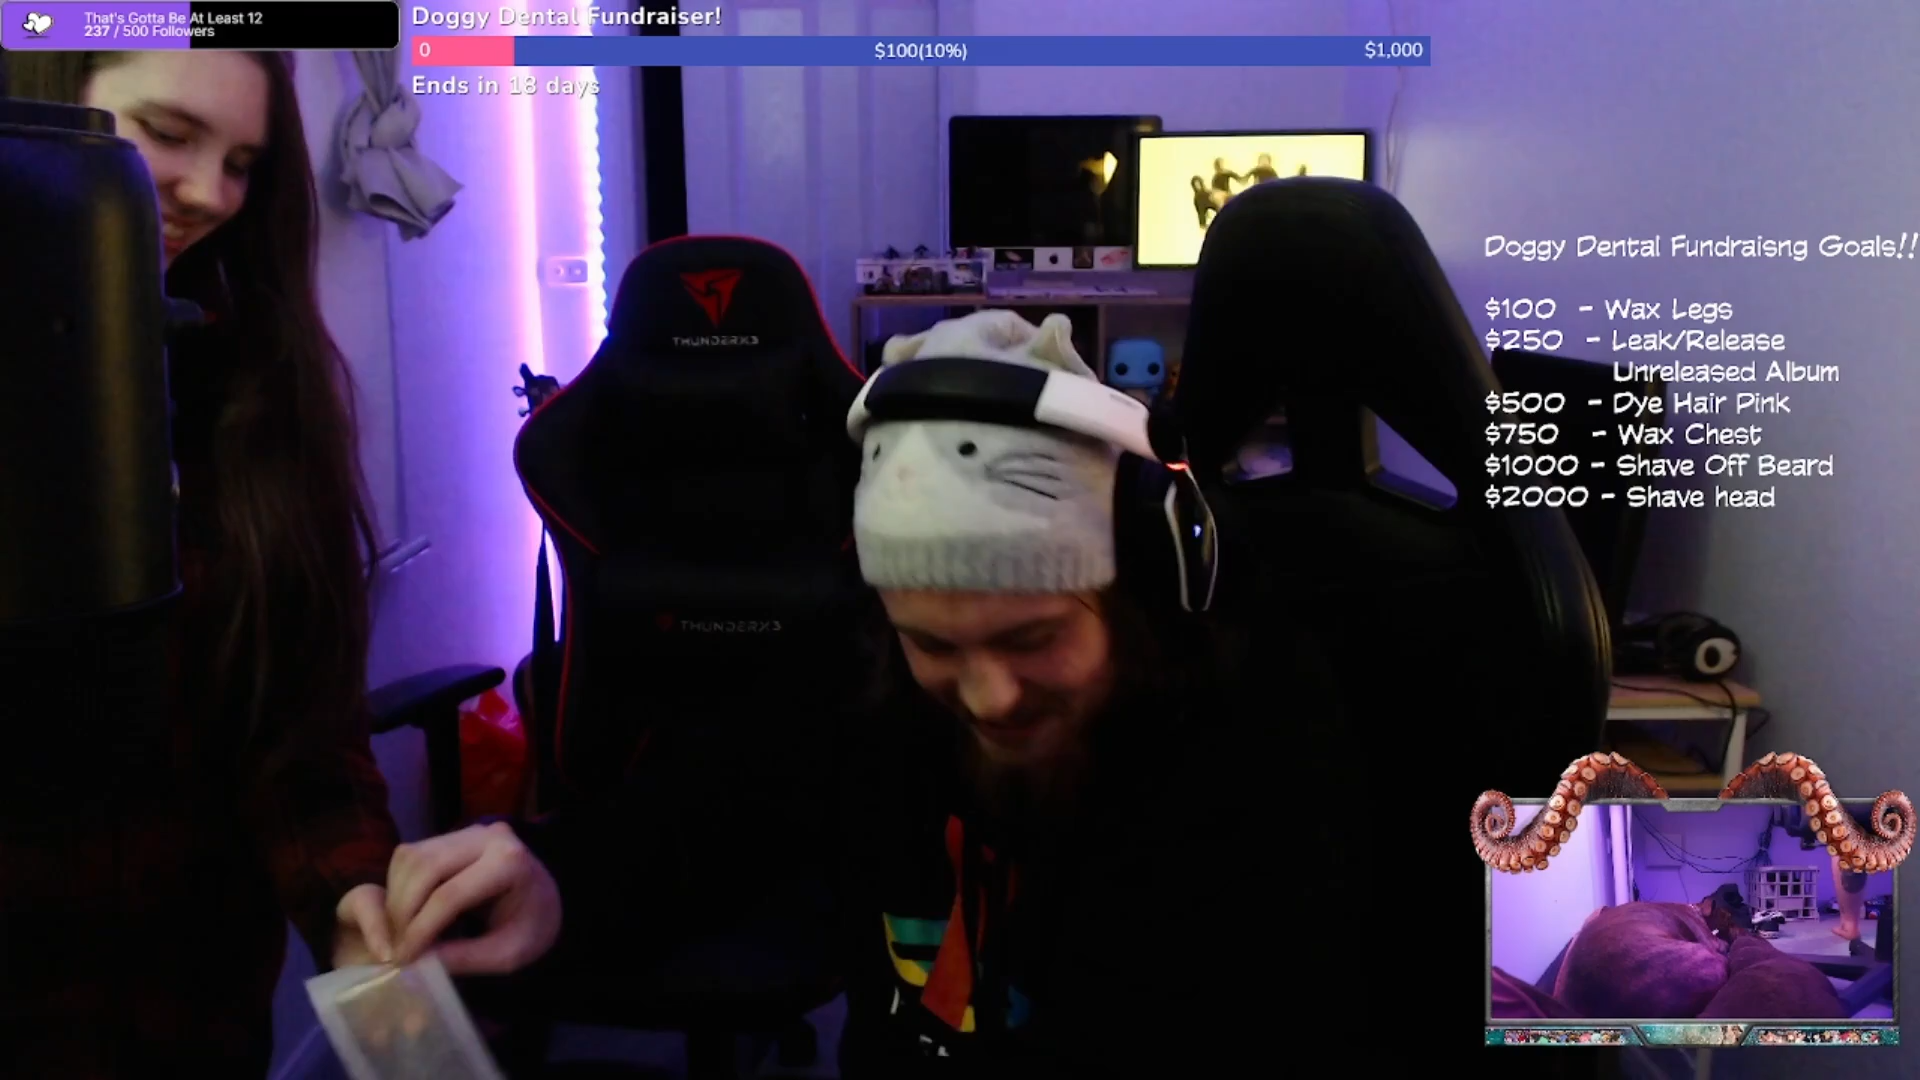 That's Gotta Be At Least 12
237 / 500 Followers
Doggy Dental Fundraiser!
0 $100(10%) $1,000
Ends in 18 days
THUNDERX3
THUNDERX3
Doggy Dental Fundraisng Goals!!
$100 - Wax Legs
$250 - Leak/Release
Unreleased Album
$500 - Dye Hair Pink
$750 - Wax Chest
$1000 - Shave Off Beard
$2000 - Shave head